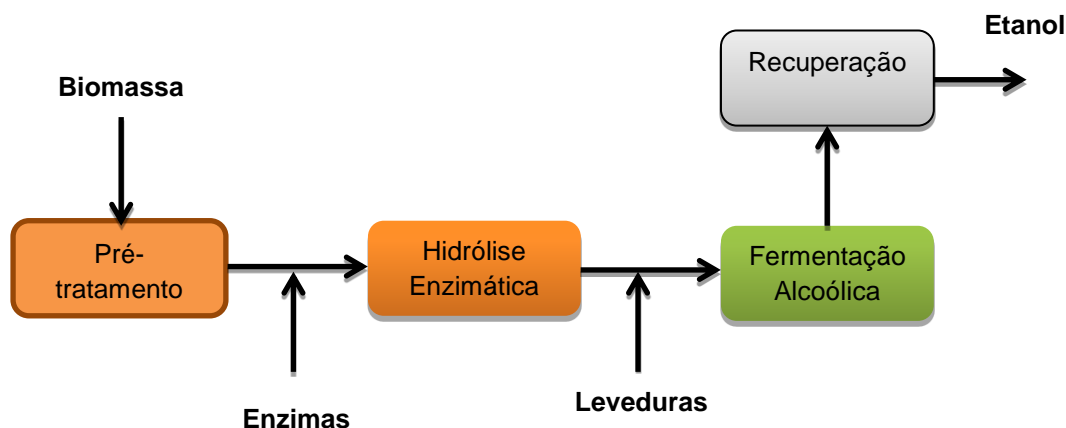 Etanol
Recuperação
Biomassa
Pré-
tratamento
Hidrólise
Enzimática
Fermentação
Alcoólica
Enzimas
Leveduras